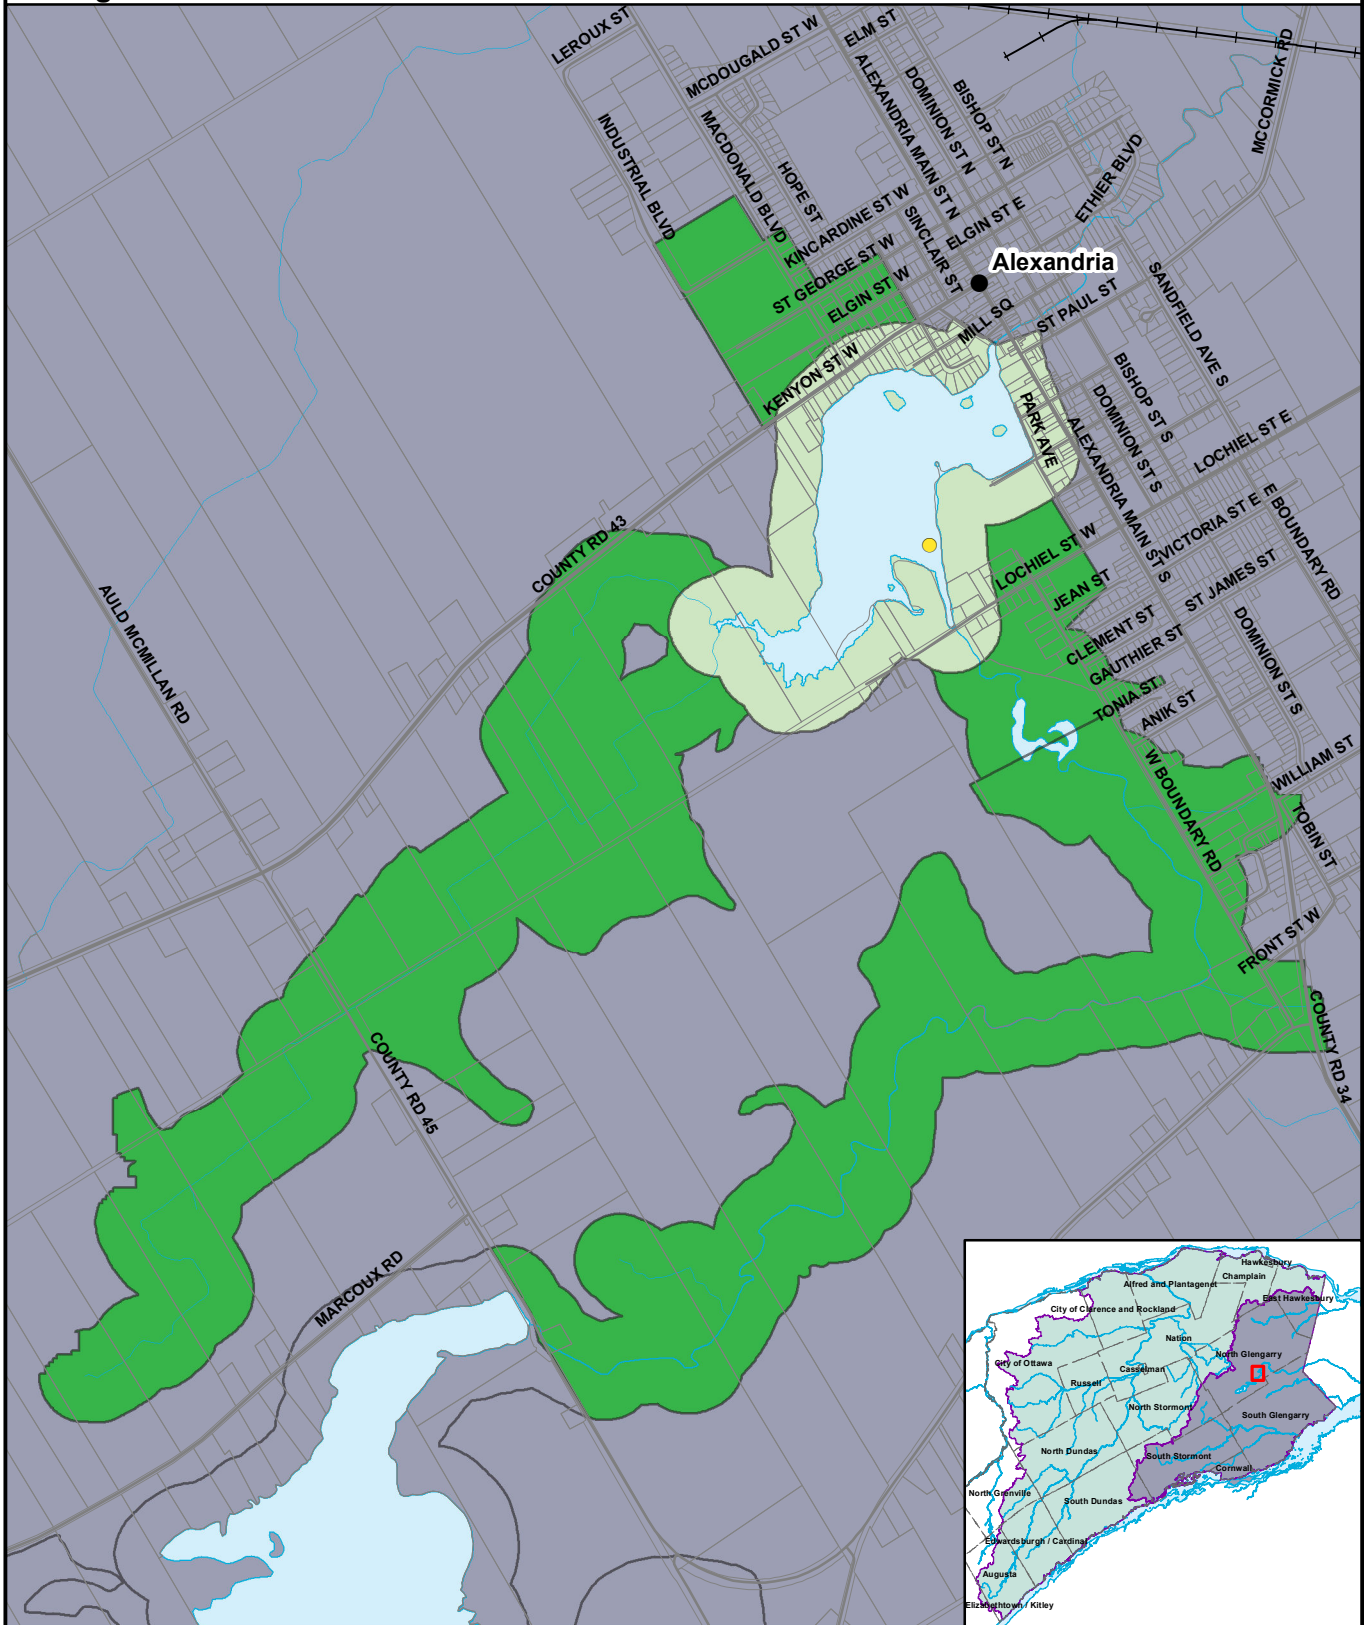 LEROUX ST
MCDOUGALD ST W
ELM ST
ALEXANDRIA MAIN ST N
DOMINION ST N
BISHOP ST N
MCCORMICK RD
INDUSTRIAL BLVD
MACDONALD BLVD
HOPE ST
KINCARDINE ST W
SINCLAIR ST
ELGIN ST E
ETHIER BLVD
ST GEORGE ST W
ELGIN ST W
Alexandria
MILL SQ
ST PAUL ST
SANDFIELD AVE S
KENYON ST W
PARK AVE
BISHOP ST S
DOMINION ST S
ALEXANDRIA MAIN ST S
LOCHIEL ST E
E BOUNDARY RD
VICTORIA ST E
COUNTY RD 43
LOCHIEL ST W
JEAN ST
ST JAMES ST
AULD MCMILLAN RD
CLEMENT ST
GAUTHIER ST
DOMINION ST S
TONIA ST
ANIK ST
W BOUNDARY RD
WILLIAM ST
TOBIN ST
FRONT ST W
COUNTY RD 34
COUNTY RD 45
MARCOUX RD
Hawkesbury
Champlain
Alfred and Plantagenet
East Hawkesbury
City of Clarence and Rockland
Nation
North Glengarry
City of Ottawa
Casselman
Russell
North Stormont
South Glengarry
North Dundas
South Stormont
Cornwall
North Grenville
South Dundas
Edwardsburgh / Cardinal
Augusta
Elizabethtown / Kitley